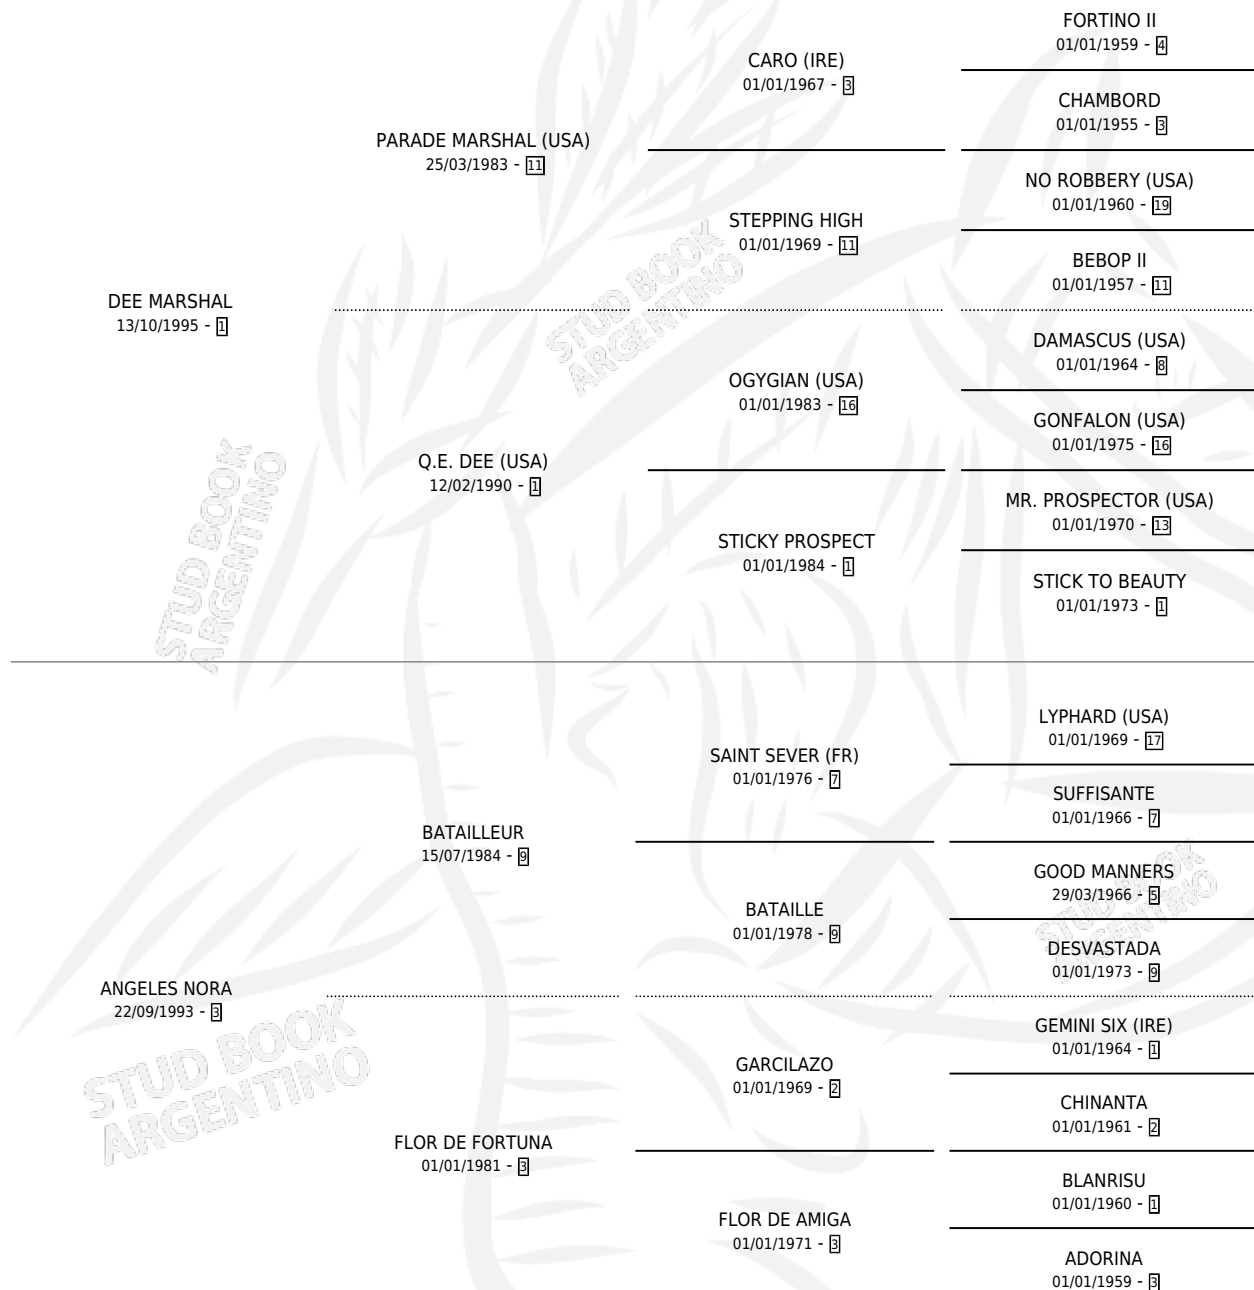 FORTINO II
01/01/1959 - 4
CARO (IRE)
01/01/1967 - 3
CHAMBORD
01/01/1955 - 3
PARADE MARSHAL (USA)
25/03/1983 - 11
NO ROBBERY (USA)
01/01/1960 - 19
STEPPING HIGH
01/01/1969 - 11
BEBOP II
01/01/1957 - 11
DEE MARSHAL
13/10/1995 - 1
DAMASCUS (USA)
01/01/1964 - 8
OGYGIAN (USA)
01/01/1983 - 16
GONFALON (USA)
01/01/1975 - 16
Q.E. DEE (USA)
12/02/1990 - 1
MR. PROSPECTOR (USA)
01/01/1970 - 13
STICKY PROSPECT
01/01/1984 - 1
STICK TO BEAUTY
01/01/1973 - 1
STUD BOOK
ARGENTINO
STUD BOOK
ARGENTINO
LYPHARD (USA)
01/01/1969 - 17
SAINT SEVER (FR)
01/01/1976 - 7
SUFFISANTE
01/01/1966 - 7
BATAILLEUR
15/07/1984 - 9
GOOD MANNERS
29/03/1966 - 5
BATAILLE
01/01/1978 - 9
DESVASTADA
01/01/1973 - 9
STUD BOOK
ARGENTINO
ANGELES NORA
22/09/1993 - 3
GEMINI SIX (IRE)
01/01/1964 - 1
GARCILAZO
01/01/1969 - 2
CHINANTA
01/01/1961 - 2
STUD BOOK
ARGENTINO
FLOR DE FORTUNA
01/01/1981 - 3
BLANRISU
01/01/1960 - 1
FLOR DE AMIGA
01/01/1971 - 3
ADORINA
01/01/1959 - 3